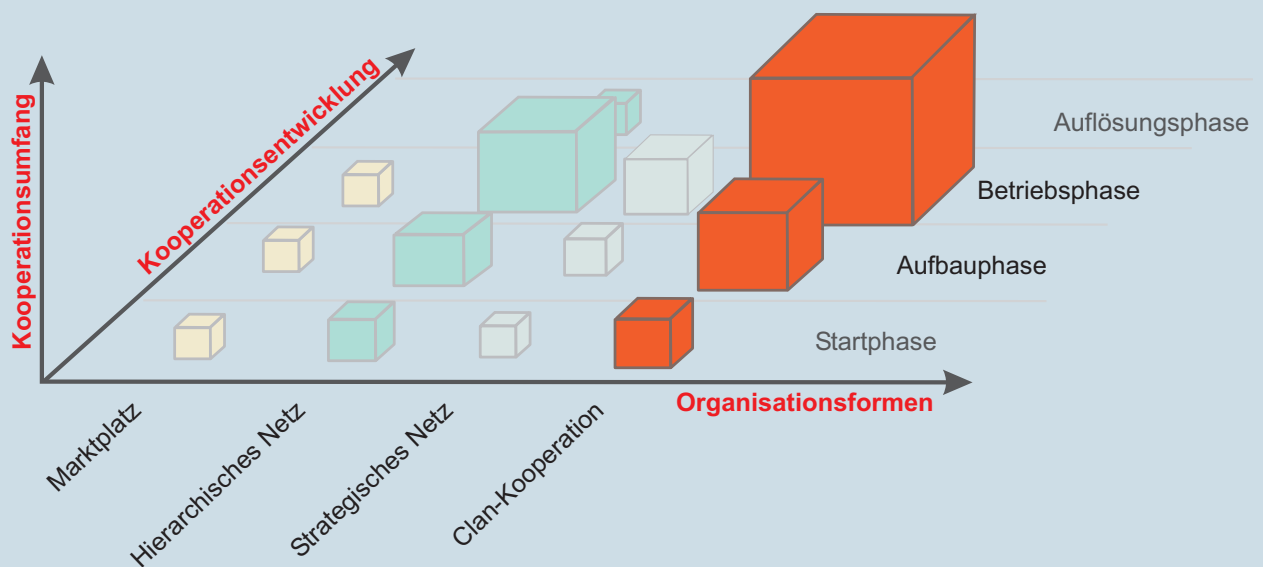 Kooperationsumfang
Kooperationsentwicklung
Auflösungsphase
Betriebsphase
Aufbauphase
Startphase
Organisationsformen
Marktplatz
Hierarchisches Netz
Strategisches Netz
Clan-Kooperation